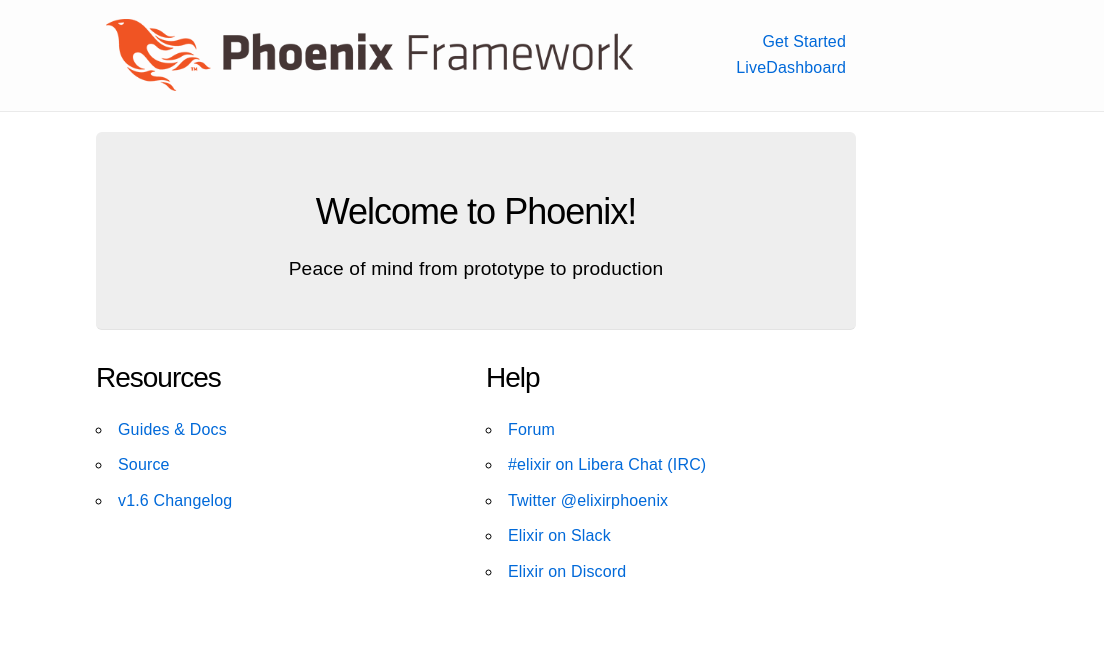 Phoenix Framework
TM
Get Started
LiveDashboard
Welcome to Phoenix!
Peace of mind from prototype to production
Resources
Guides & Docs
Source
v1.6 Changelog
Help
Forum
#elixir on Libera Chat (IRC)
Twitter @elixirphoenix
Elixir on Slack
Elixir on Discord